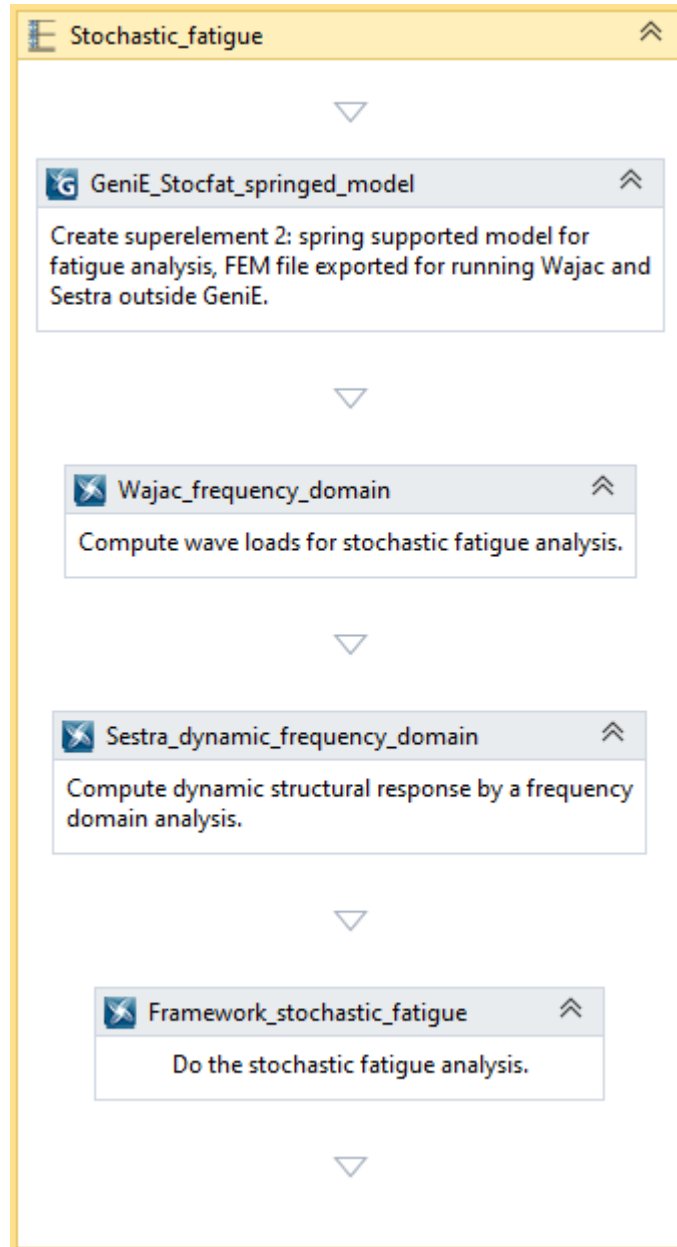 Stochastic_fatigue
GeniE_Stocfat_springed_model
Create superelement 2: spring supported model for
fatigue analysis, FEM file exported for running Wajac and
Sestra outside GeniE.
Wajac_frequency_domain
Compute wave loads for stochastic fatigue analysis.
Sestra_dynamic_frequency_domain
Compute dynamic structural response by a frequency
domain analysis.
Framework_stochastic_fatigue
Do the stochastic fatigue analysis.